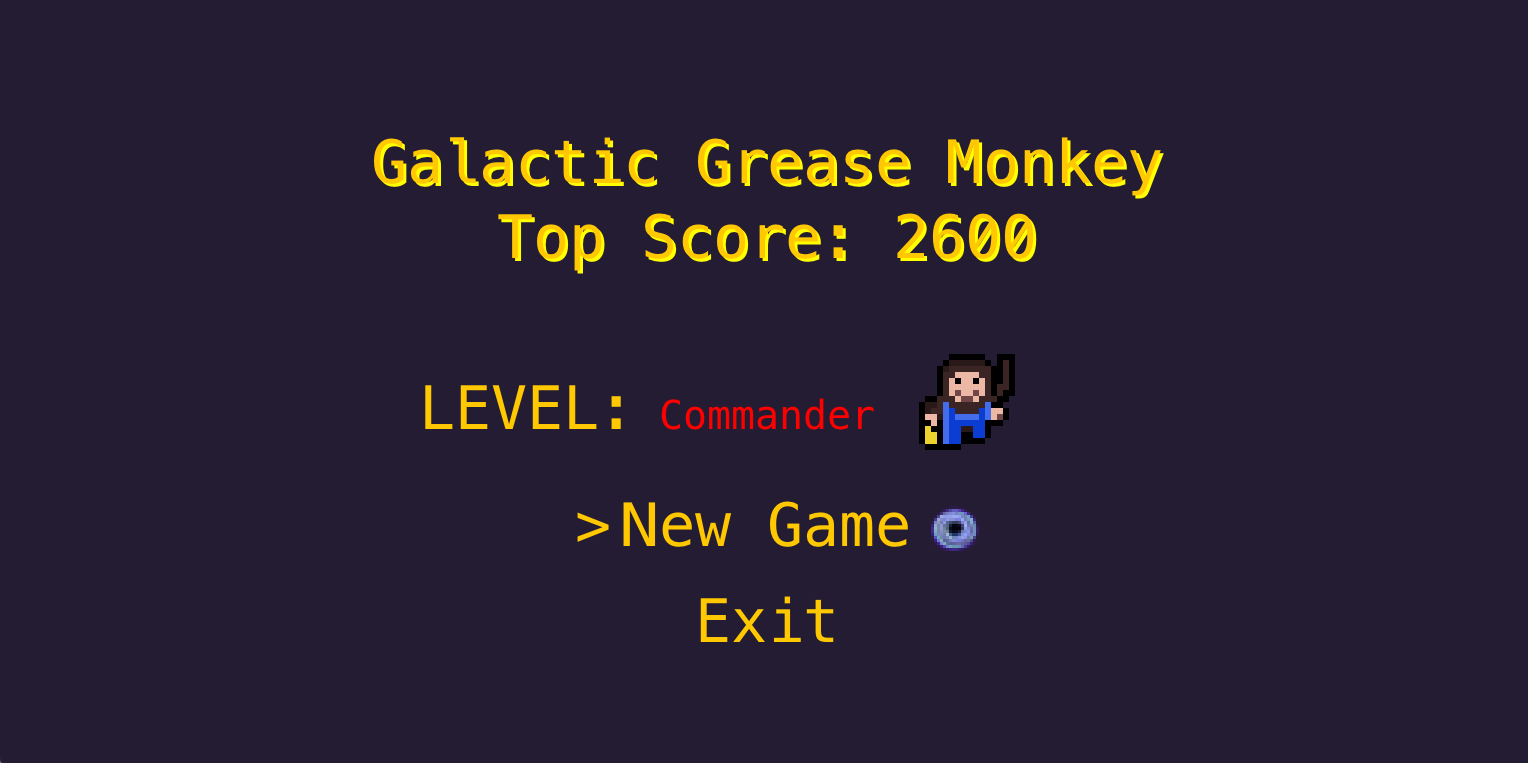 Galactic Grease Monkey
Top Score: 2600
LEVEL: Commander
>New Game
Exit